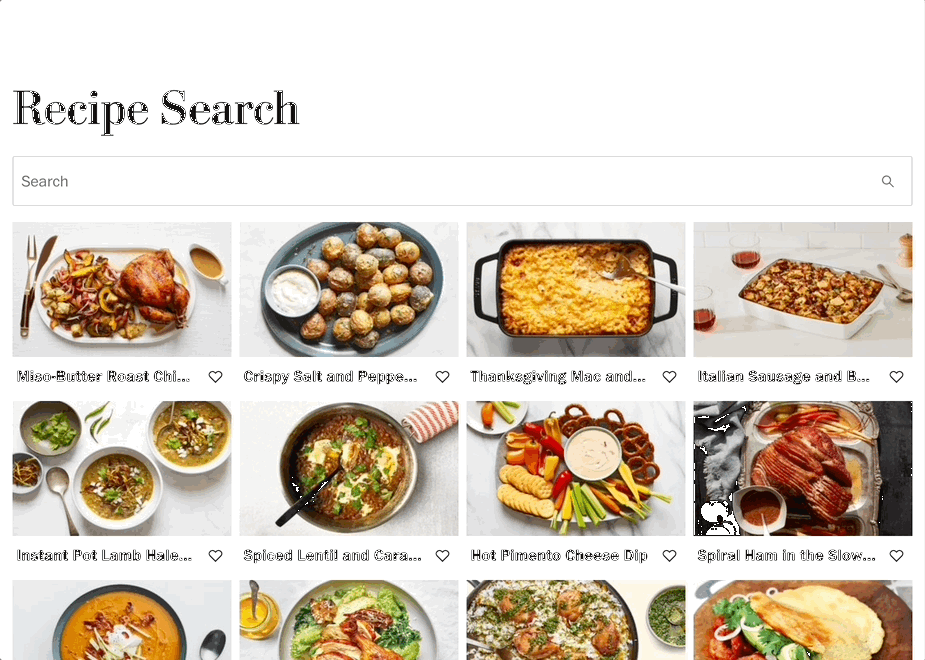 Recipe Search
Search
Miso-Butter Roast Chi...
Crispy Salt and Peppe...
Thanksgiving Mac and...
Italian Sausage and B...
Instant Pot Lamb Hale...
Spiced Lentil and Cara...
Hot Pimento Cheese Dip
Spiral Ham in the Slow...